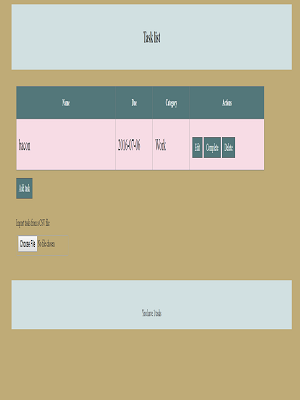 Task list
Name Due Category Actions
bacon 2016-07-06 Work Edit Complete Delete
Add task
Import tasks from a CSV file
Choose File No file chosen
You have 1 tasks